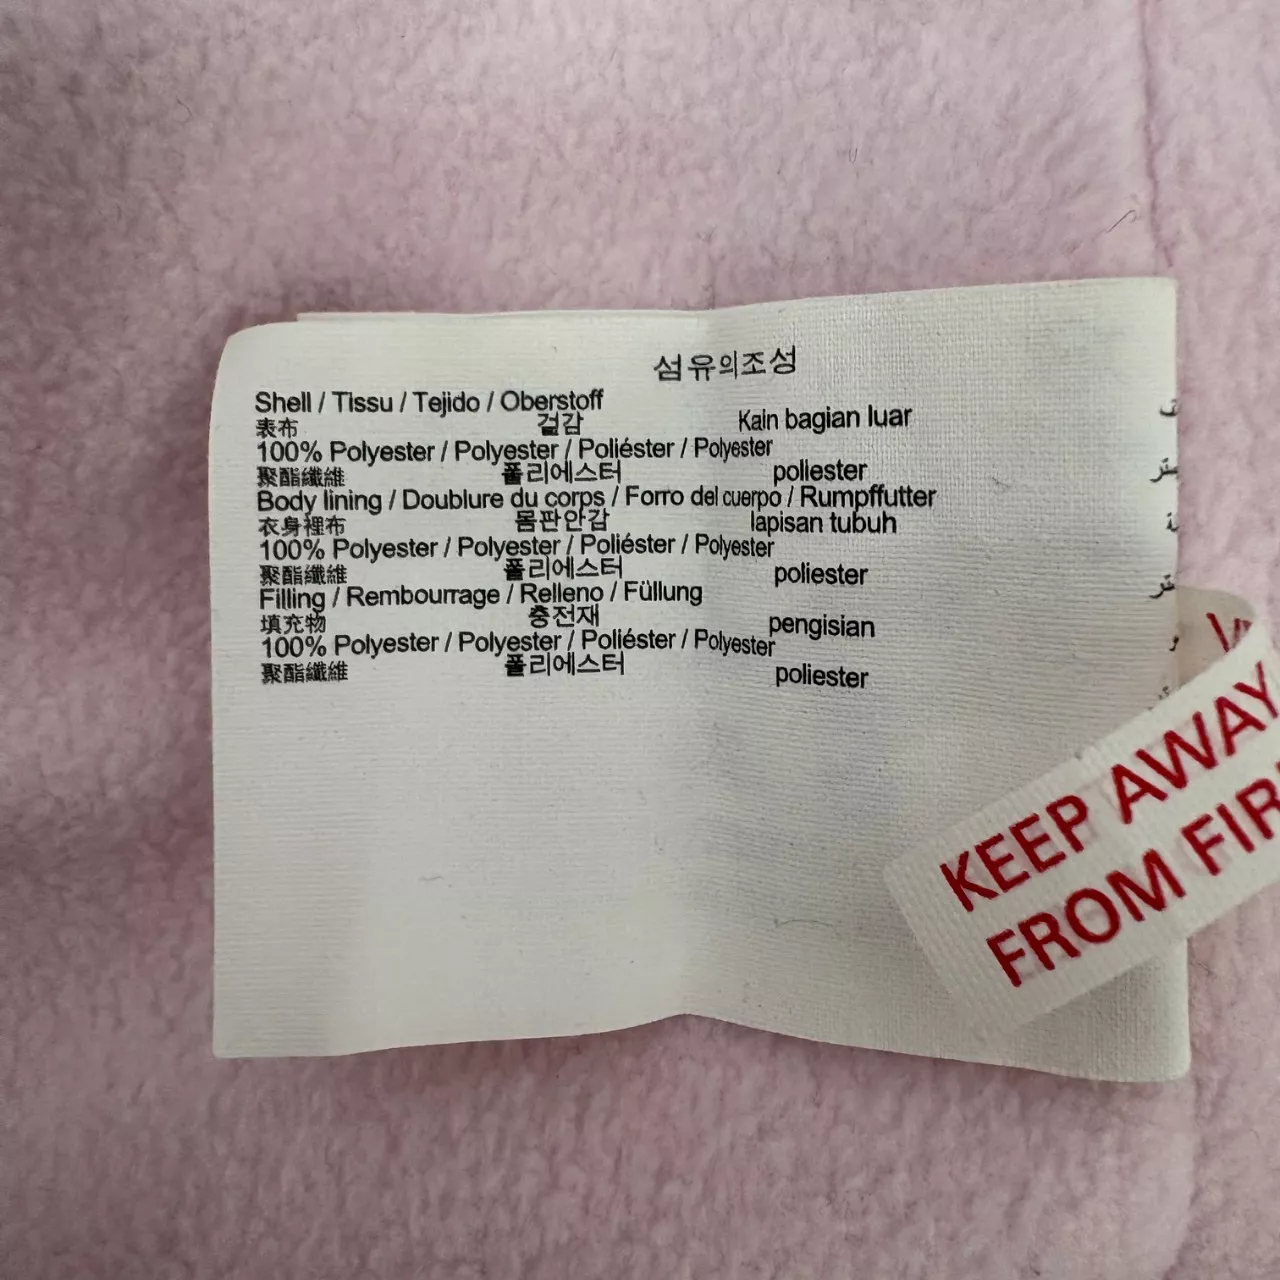 섬유의조성
Shell / Tissu / Tejido / Oberstoff
表布 겉감 Kain bagian luar
100% Polyester / Polyester / Poliéster / Polyester
聚酯纖維 폴리에스터 poliester
Body lining / Doublure du corps / Forro del cuerpo / Rumpffutter
衣身裡布 몸판안감 lapisan tubuh
100% Polyester / Polyester / Poliéster / Polyester
聚酯纖維 폴리에스터 poliester
Filling / Rembourrage / Relleno / Füllung
填充物 충전재 pengisian
100% Polyester / Polyester / Poliéster / Polyester
聚酯纖維 폴리에스터 poliester
KEEP AWAY
FROM FIR